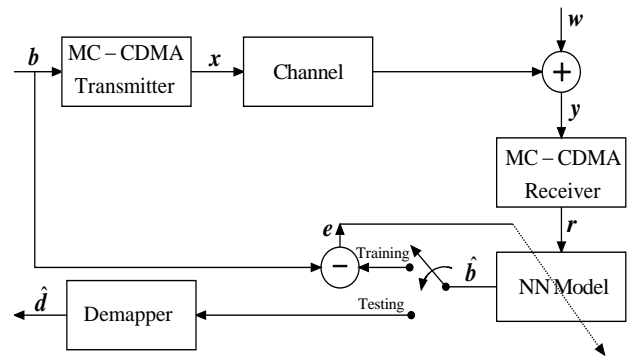 w
b
MC – CDMA
Transmitter
x
Channel
+
y
MC – CDMA
Receiver
r
e
Training
−
b̂
NN Model
d̂
Demapper
Testing